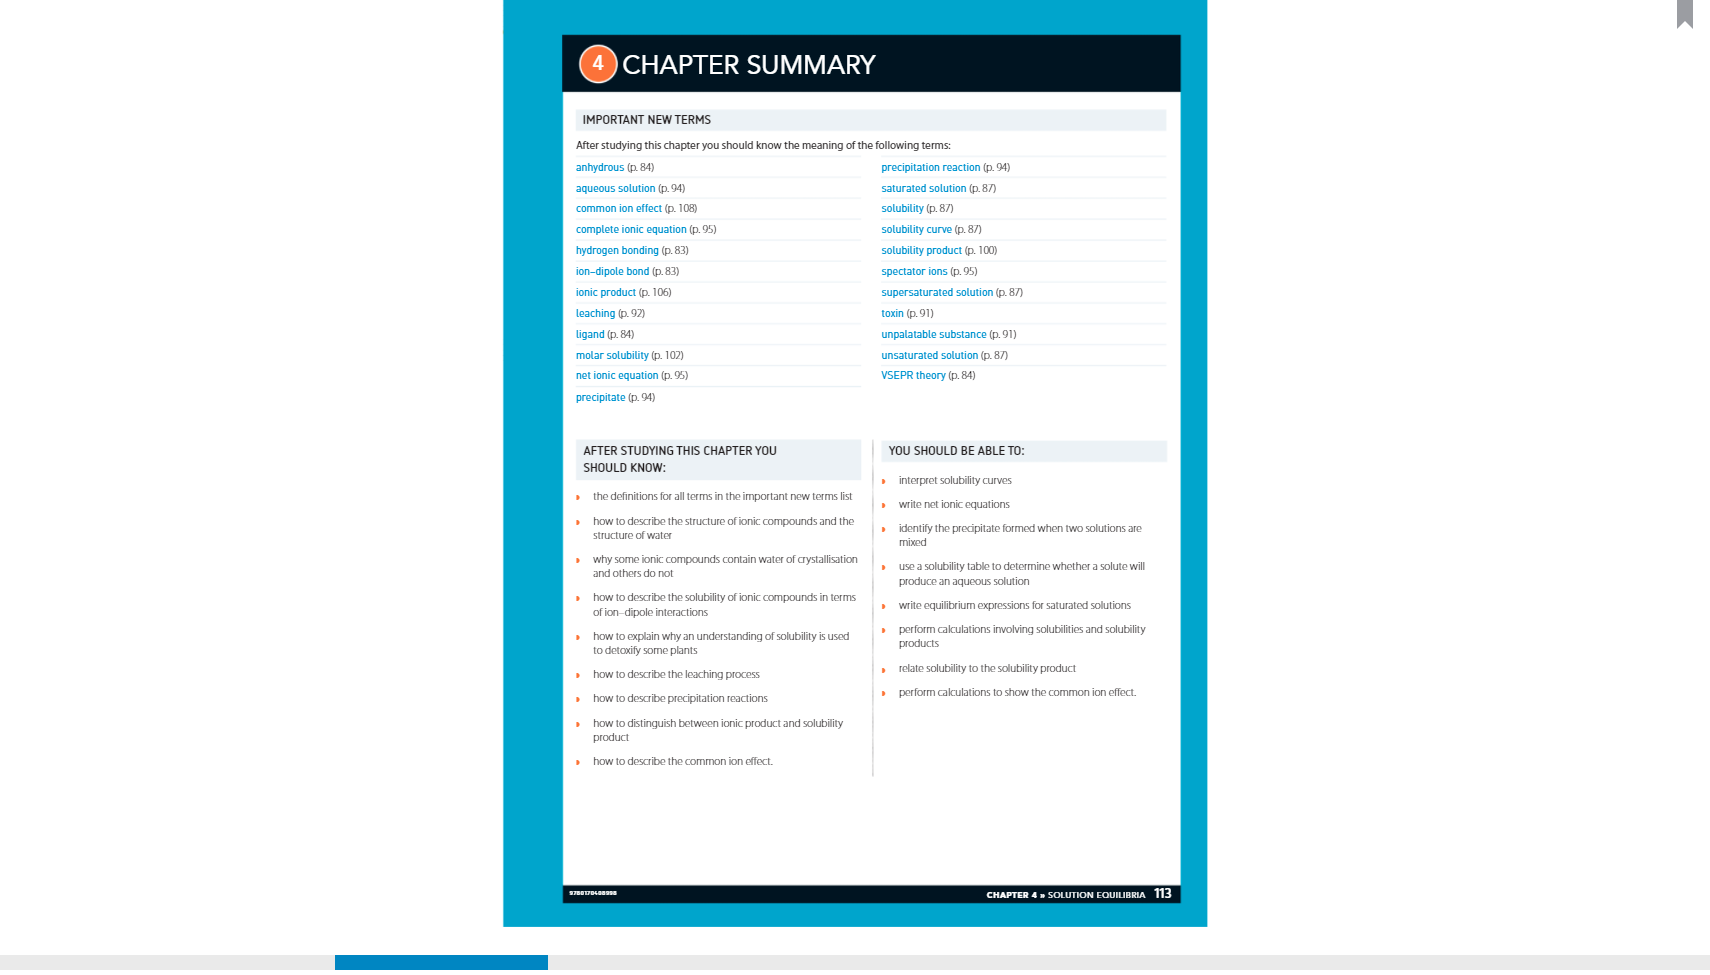 4 CHAPTER SUMMARY
IMPORTANT NEW TERMS
After studying this chapter you should know the meaning of the following terms:
anhydrous (p. 84)
aqueous solution (p. 94)
common ion effect (p. 108)
complete ionic equation (p. 95)
hydrogen bonding (p. 83)
ion–dipole bond (p. 83)
ionic product (p. 106)
leaching (p. 92)
ligand (p. 84)
molar solubility (p. 102)
net ionic equation (p. 95)
precipitate (p. 94)
precipitation reaction (p. 94)
saturated solution (p. 87)
solubility (p. 87)
solubility curve (p. 87)
solubility product (p. 100)
spectator ions (p. 95)
supersaturated solution (p. 87)
toxin (p. 91)
unpalatable substance (p. 91)
unsaturated solution (p. 87)
VSEPR theory (p. 84)
AFTER STUDYING THIS CHAPTER YOU
SHOULD KNOW:
the definitions for all terms in the important new terms list
how to describe the structure of ionic compounds and the
structure of water
why some ionic compounds contain water of crystallisation
and others do not
how to describe the solubility of ionic compounds in terms
of ion–dipole interactions
how to explain why an understanding of solubility is used
to detoxify some plants
how to describe the leaching process
how to describe precipitation reactions
how to distinguish between ionic product and solubility
product
how to describe the common ion effect.
YOU SHOULD BE ABLE TO:
interpret solubility curves
write net ionic equations
identify the precipitate formed when two solutions are
mixed
use a solubility table to determine whether a solute will
produce an aqueous solution
write equilibrium expressions for saturated solutions
perform calculations involving solubilities and solubility
products
relate solubility to the solubility product
perform calculations to show the common ion effect.
9780170408998
CHAPTER 4 » SOLUTION EQUILIBRIA 113